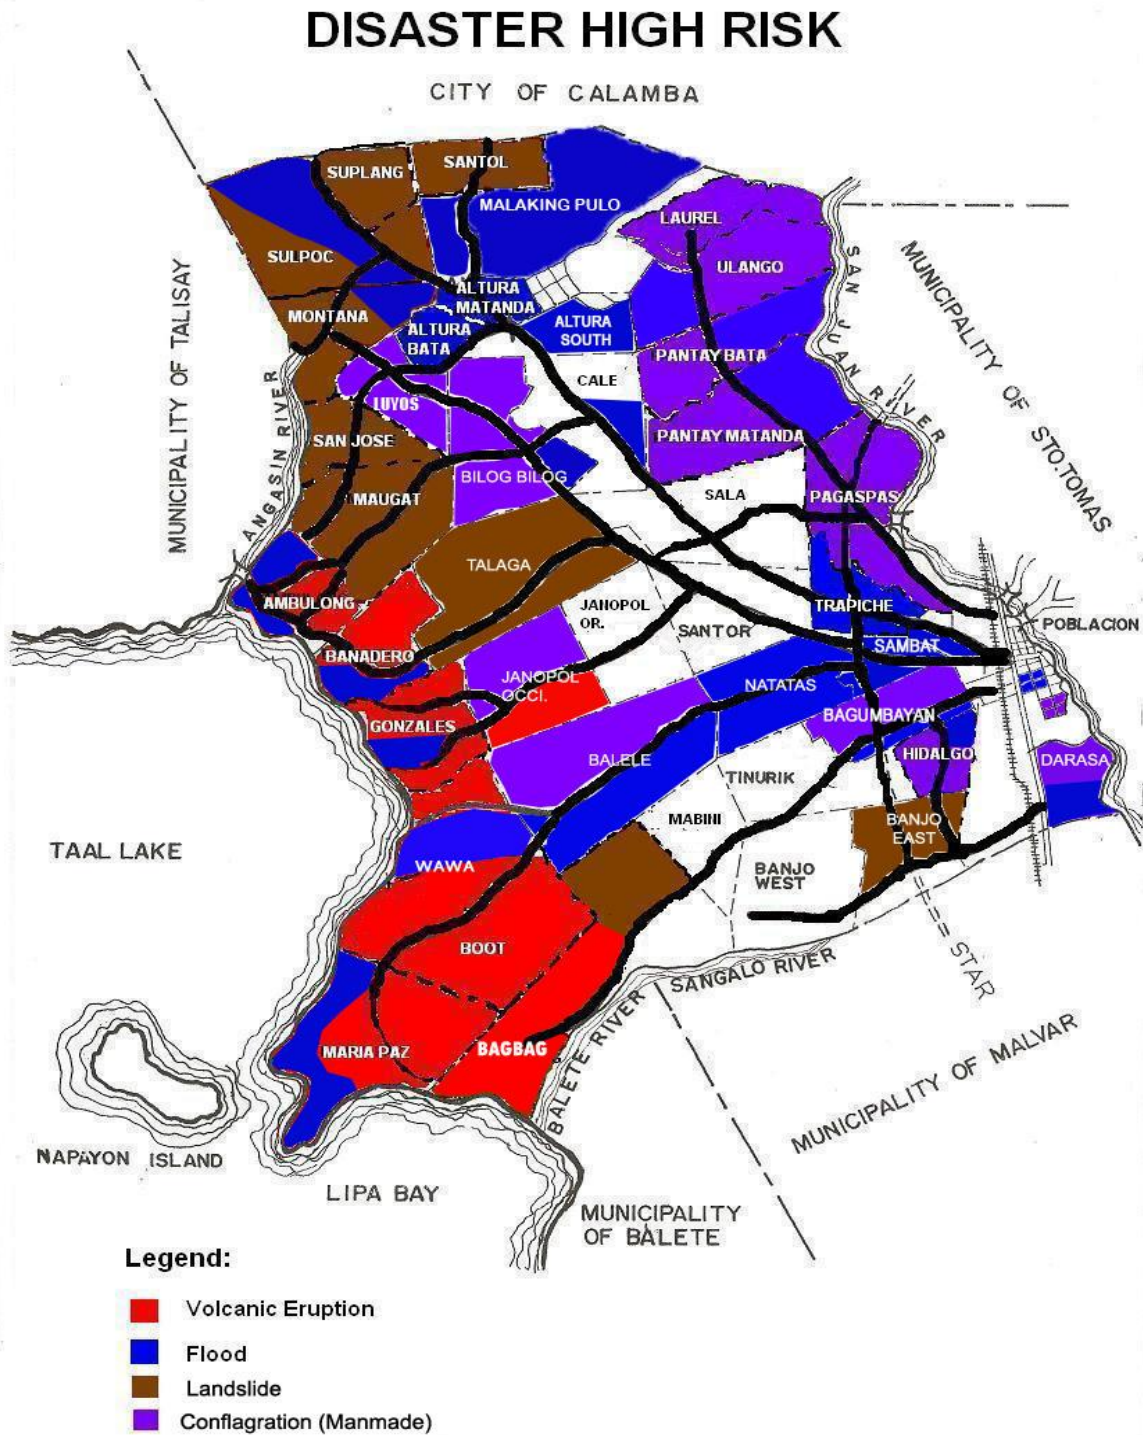 DISASTER HIGH RISK
CITY OF CALAMBA
SUPLANG
SANTOL
MALAKING PULO
LAUREL
SULPOC
ULANGO
SAN JUAN RIVER
MUNICIPALITY OF STO.TOMAS
MUNICIPALITY OF TALISAY
ALTURA
MATANDA
MONTANA
ALTURA
BATA
ALTURA
SOUTH
PANTAY BATA
CALE
LUYOS
SAN JOSE
PANTAY MATANDA
ANGASIN RIVER
BILOG BILOG
MAUGAT
SALA
PAGASPAS
TALAGA
AMBULONG
JANOPOL
OR.
TRAPICHE
POBLACION
SANTOR
SAMBAT
BANADERO
JANOPOL
OCCI.
NATATAS
GONZALES
BAGUMBAYAN
HIDALGO
BALELE
DARASA
TINURIK
MABINI
BANJO
EAST
TAAL LAKE
WAWA
BANJO
WEST
BOOT
STAR
SANGALO RIVER
MARIA PAZ
BAGBAG
BALETE RIVER
MUNICIPALITY OF MALVAR
NAPAYON ISLAND
LIPA BAY
MUNICIPALITY
OF BALETE
Legend:
Volcanic Eruption
Flood
Landslide
Conflagration (Manmade)